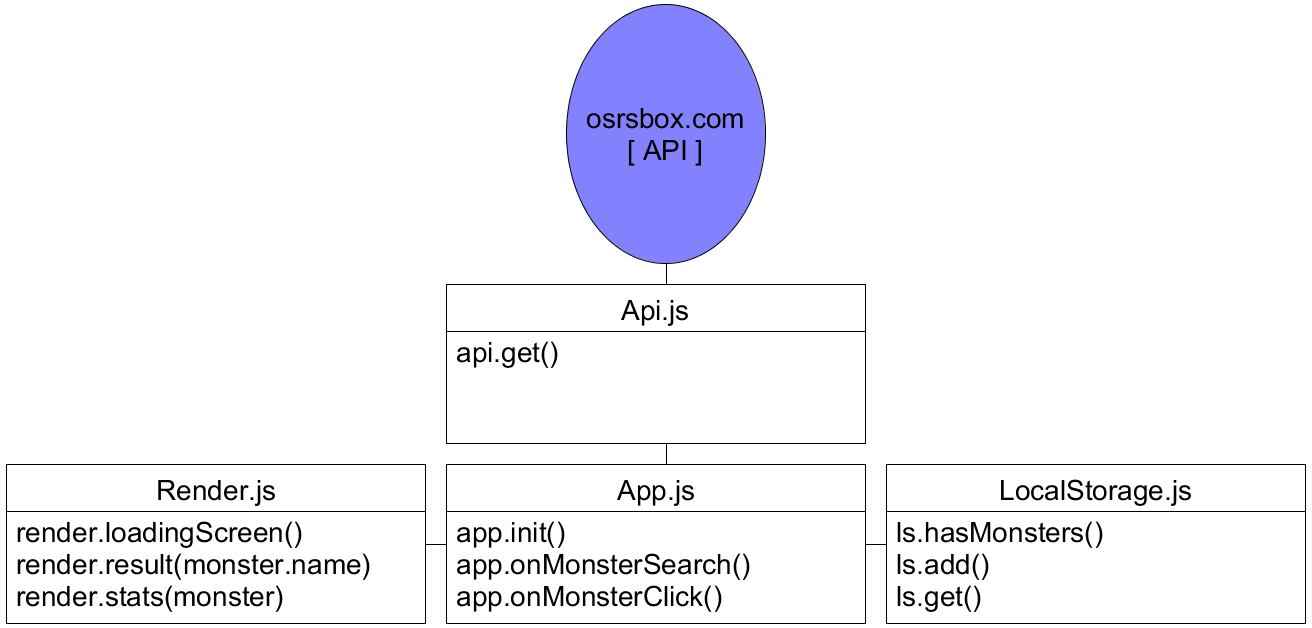 osrsbox.com
[ API ]
Api.js
api.get()
Render.js
render.loadingScreen()
render.result(monster.name)
render.stats(monster)
App.js
app.init()
app.onMonsterSearch()
app.onMonsterClick()
LocalStorage.js
ls.hasMonsters()
ls.add()
ls.get()